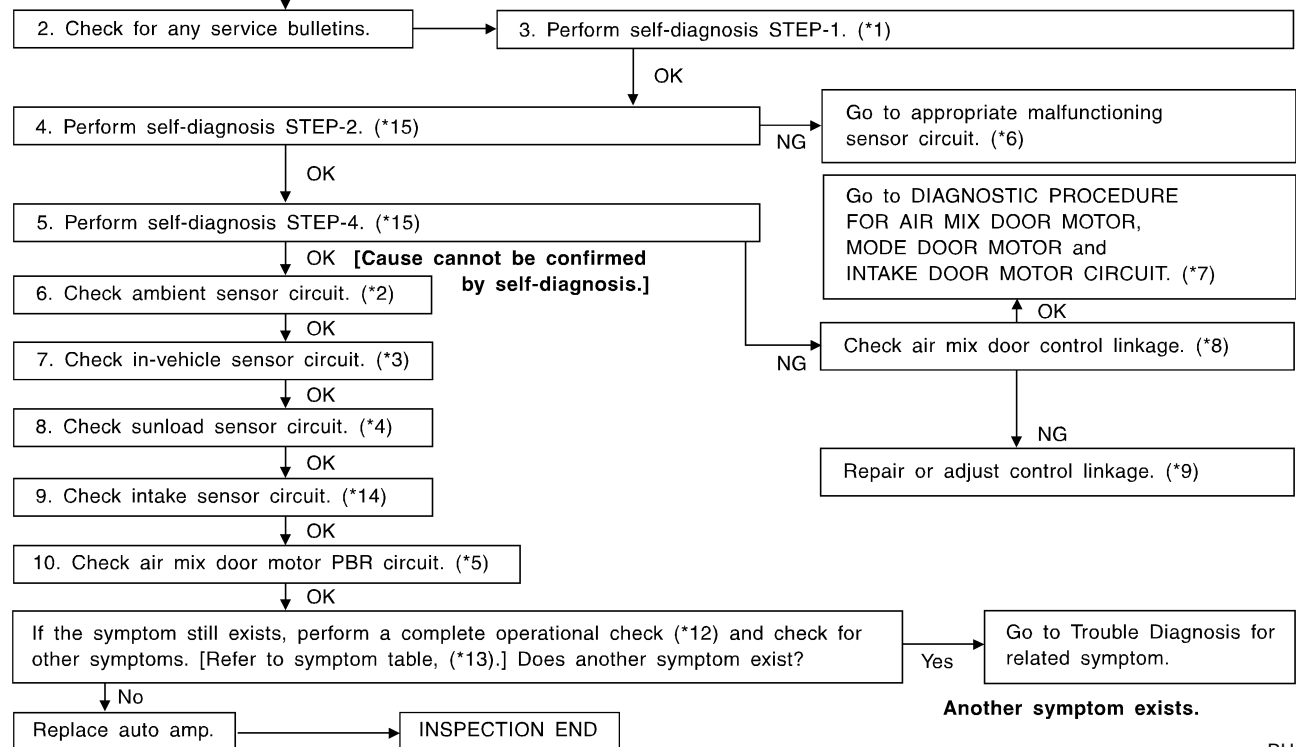 2. Check for any service bulletins.
3. Perform self-diagnosis STEP-1. (*1)
OK
4. Perform self-diagnosis STEP-2. (*15)
NG
Go to appropriate malfunctioning
sensor circuit. (*6)
OK
5. Perform self-diagnosis STEP-4. (*15)
Go to DIAGNOSTIC PROCEDURE
FOR AIR MIX DOOR MOTOR,
MODE DOOR MOTOR and
INTAKE DOOR MOTOR CIRCUIT. (*7)
OK
[Cause cannot be confirmed
by self-diagnosis.]
6. Check ambient sensor circuit. (*2)
OK
OK
NG
Check air mix door control linkage. (*8)
7. Check in-vehicle sensor circuit. (*3)
OK
8. Check sunload sensor circuit. (*4)
NG
OK
Repair or adjust control linkage. (*9)
9. Check intake sensor circuit. (*14)
OK
10. Check air mix door motor PBR circuit. (*5)
OK
If the symptom still exists, perform a complete operational check (*12) and check for
other symptoms. [Refer to symptom table, (*13).] Does another symptom exist?
Yes
Go to Trouble Diagnosis for
related symptom.
No
Another symptom exists.
Replace auto amp.
INSPECTION END